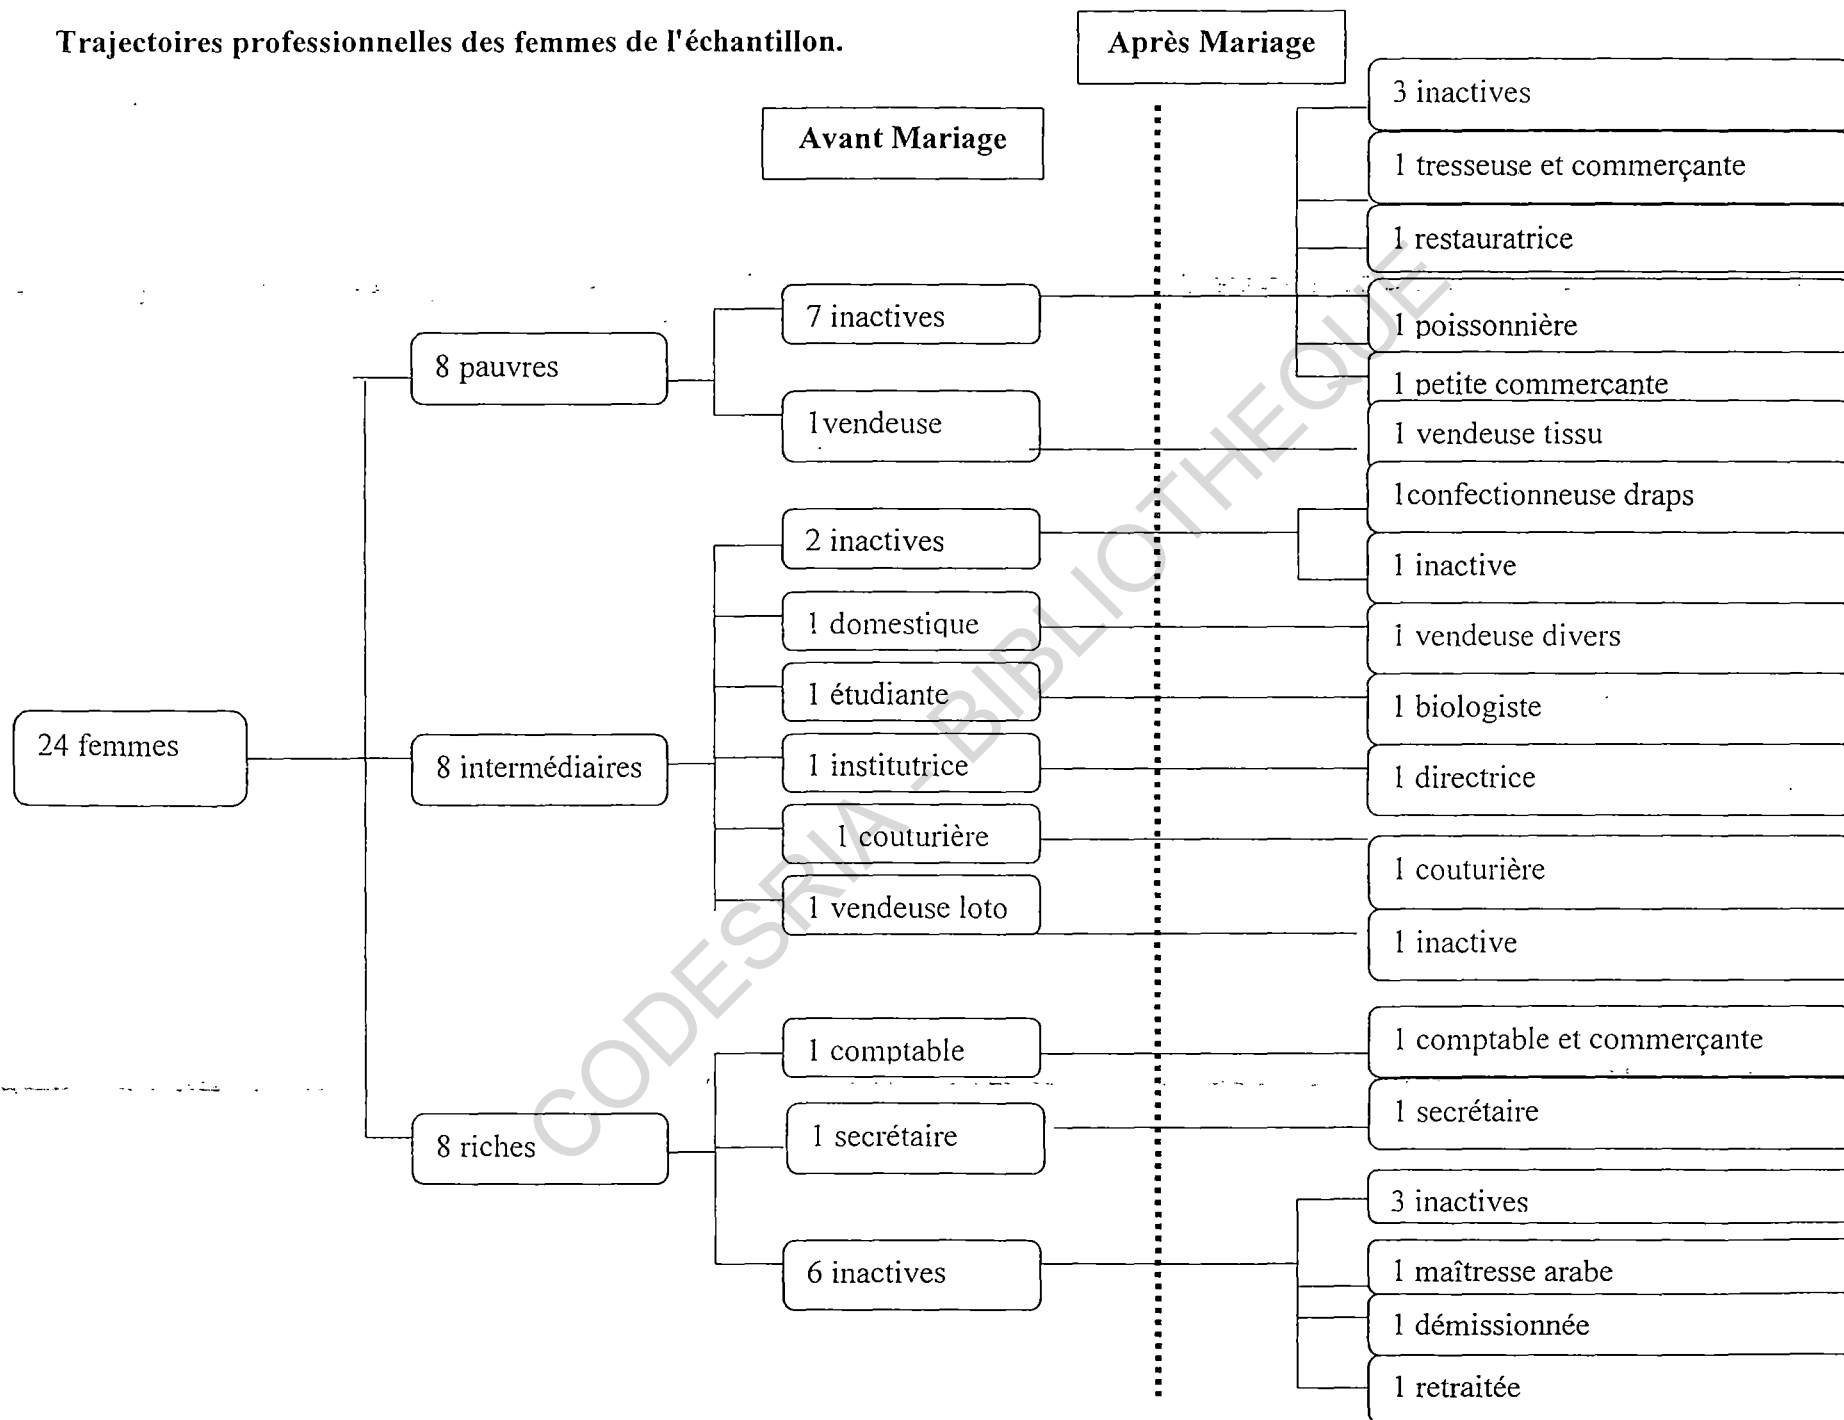 Trajectoires professionnelles des femmes de l'échantillon.
Après Mariage
Avant Mariage
24 femmes
8 pauvres
7 inactives
3 inactives
1 tresseuse et commerçante
1 restauratrice
1 poissonnière
1 petite commerçante
1vendeuse
1 vendeuse tissu
8 intermédiaires
2 inactives
1confectionneuse draps
1 inactive
1 domestique
1 vendeuse divers
1 étudiante
1 biologiste
1 institutrice
1 directrice
1 couturière
1 couturière
1 vendeuse loto
1 inactive
8 riches
1 comptable
1 comptable et commerçante
1 secrétaire
1 secrétaire
6 inactives
3 inactives
1 maîtresse arabe
1 démissionnée
1 retraitée
CODESRIA - BIBLIOTHEQUE